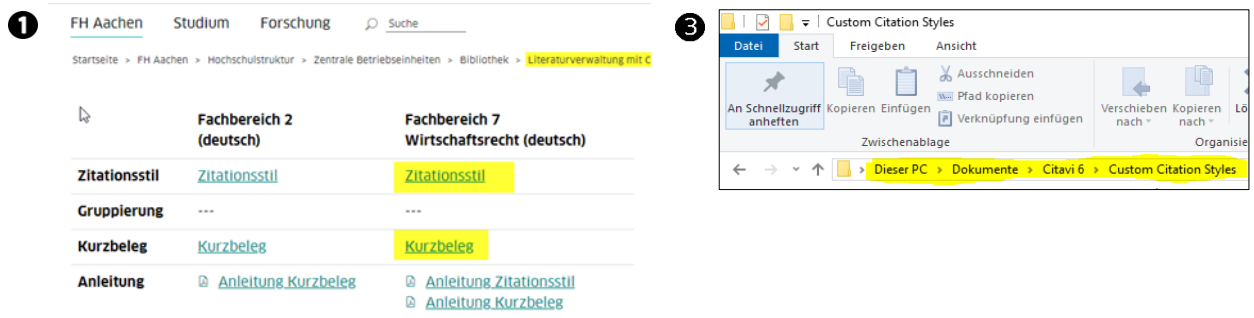 1
FH Aachen Studium Forschung Suche
Startseite > FH Aachen > Hochschulstruktur > Zentrale Betriebseinheiten > Bibliothek > Literaturverwaltung mit C
Fachbereich 2 (deutsch) Fachbereich 7 Wirtschaftsrecht (deutsch)
Zitationsstil Zitationsstil Zitationsstil
Gruppierung --- ---
Kurzbeleg Kurzbeleg Kurzbeleg
Anleitung Anleitung Kurzbeleg Anleitung Zitationsstil
Anleitung Kurzbeleg
3
Custom Citation Styles
Datei Start Freigeben Ansicht
An Schnellzugriff anheften Kopieren Einfügen
Ausschneiden
Pfad kopieren
Verknüpfung einfügen
Verschieben nach Kopieren nach Lö
Zwischenablage Organisie
Dieser PC > Dokumente > Citavi 6 > Custom Citation Styles